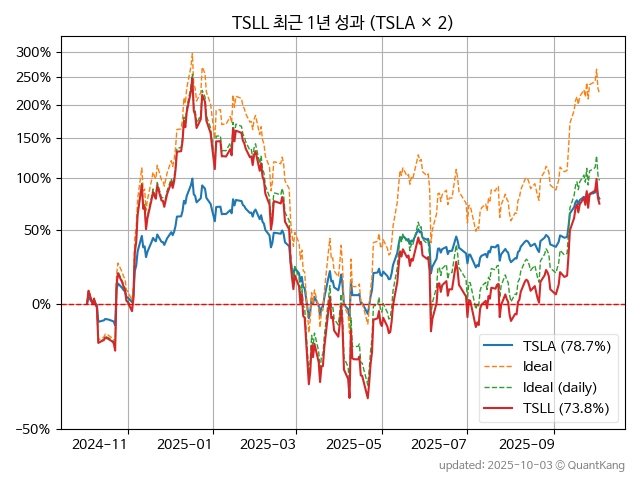 TSLL 최근 1년 성과 (TSLA × 2)
300%
250%
200%
150%
100%
50%
0%
−50%
2024-11 2025-01 2025-03 2025-05 2025-07 2025-09
TSLA (78.7%)
Ideal
Ideal (daily)
TSLL (73.8%)
updated: 2025-10-03 © QuantKang